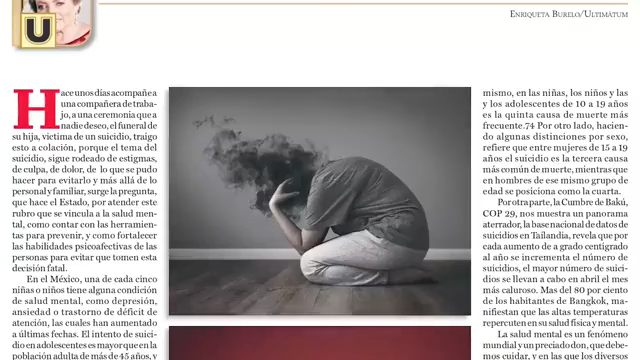 U
ENRIQUETA BURELO/ULTIMÁTUM
Hace unos días acompañe a
una compañera de traba-
jo, a una ceremonia que a
nadie deseo, el funeral de
su hija, victima de un suicidio, traigo
esto a colación, porque el tema del
suicidio, sigue rodeado de estigmas,
de culpa, de dolor, de lo que se pudo
hacer para evitarlo y más allá de lo
personal y familiar, surge la pregunta,
que hace el Estado, por atender este
rubro que se vincula a la salud men-
tal, como contar con las herramien-
tas para prevenir, y como fortalecer
las habilidades psicoafectivas de las
personas para evitar que tomen esta
decisión fatal.
En el México, una de cada cinco
niñas o niños tiene alguna condición
de salud mental, como depresión,
ansiedad o trastorno de déficit de
atención, las cuales han aumentado
a últimas fechas. El intento de suici-
dio en adolescentes es mayor que en la
población adulta de más de 45 años, y
mismo, en las niñas, los niños y las
y los adolescentes de 10 a 19 años
es la quinta causa de muerte más
frecuente.74 Por otro lado, hacien-
do algunas distinciones por sexo,
refiere que entre mujeres de 15 a 19
años el suicidio es la tercera causa
más común de muerte, mientras que
en hombres de ese mismo grupo de
edad se posiciona como la cuarta.
Por otra parte, la Cumbre de Bakú,
COP 29, nos muestra un panorama
aterrador, la base nacional de datos de
suicidios en Tailandia, revela que por
cada aumento de a grado centigrado
al año se incrementa el número de
suicidios, el mayor número de suici-
dios se llevan a cabo en abril el mes
más caluroso. Mas del 80 por ciento
de los habitantes de Bangkok, ma-
nifiestan que las altas temperaturas
repercuten en su salud física y mental.
La salud mental es un fenómeno
mundial y un preciado don, que debe-
mos cuidar, y en las que los diversos